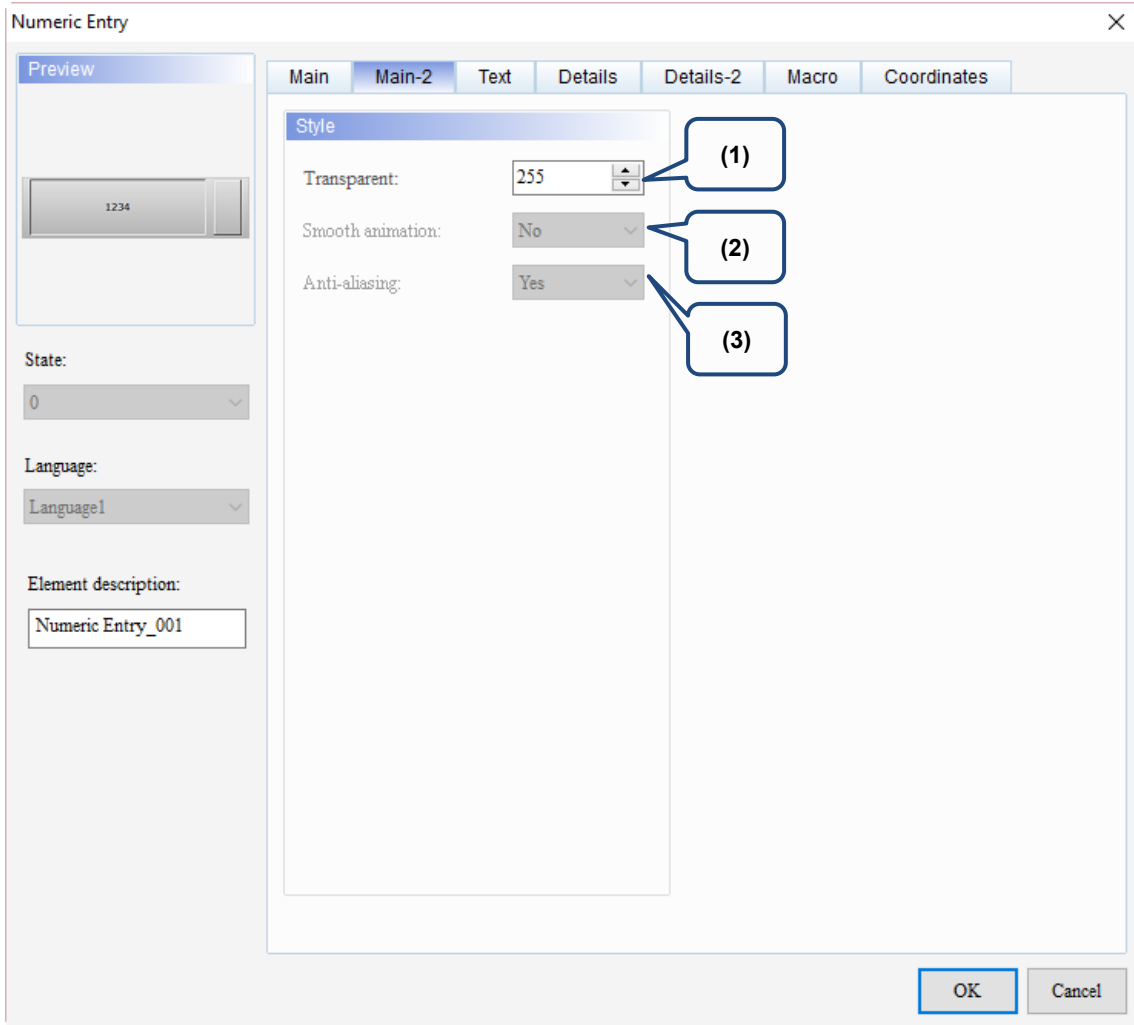 Numeric Entry
Preview
1234
State:
0
Language:
Language1
Element description:
Numeric Entry_001
Main Main-2 Text Details Details-2 Macro Coordinates
Style
Transparent: 255
Smooth animation: No
Anti-aliasing: Yes
(1)
(2)
(3)
OK Cancel